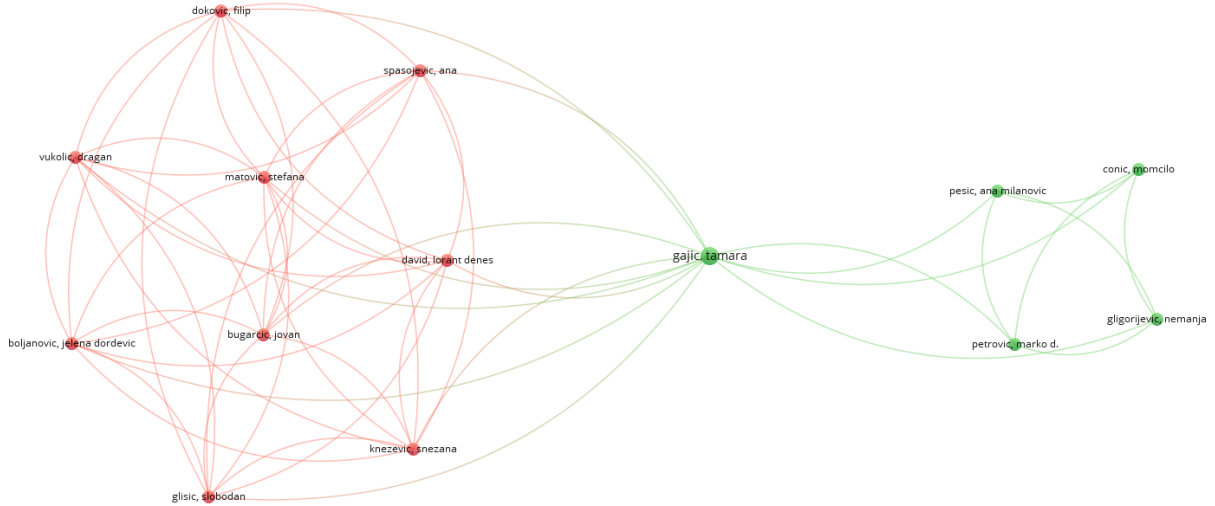 dokovic, filip
spasojevic, ana
vukolic, dragan
matovic, stefana
conic, momcilo
pesic, ana milanovic
gajic, tamara
david, lorant denes
gligorijevic, nemanja
bugarcic, jovan
boljanovic, jelena dordevic
petrovic, marko d.
knezevic, snezana
glisic, slobodan